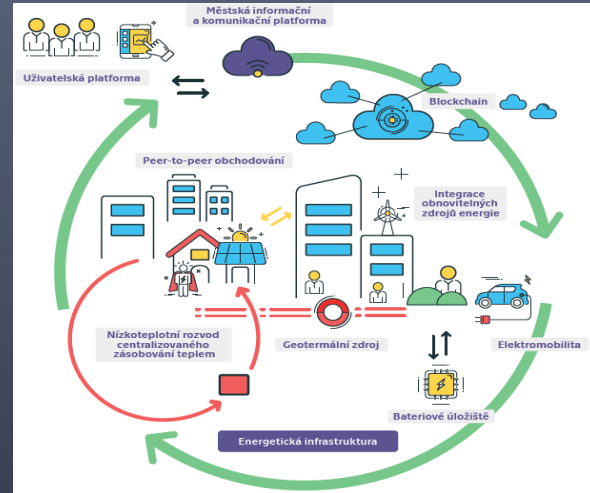 Městská informační
a komunikační platforma
Uživatelská platforma
Blockchain
Peer-to-peer obchodování
Integrace
obnovitelných
zdrojů energie
Nízkoteplotní rozvod
centralizovaného
zásobování teplem
Geotermální zdroj
Elektromobilita
Bateriové úložiště
Energetická infrastruktura